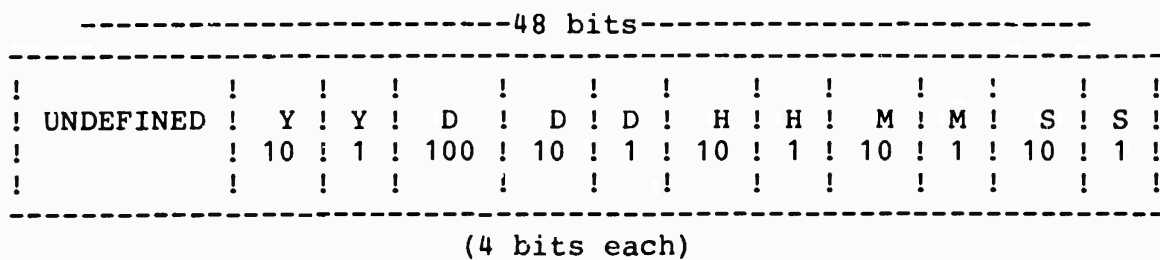 48 bits
! UNDEFINED ! Y ! Y ! D ! D ! D ! H ! H ! M ! M ! S ! S !
! ! 10 ! 1 ! 100 ! 10 ! 1 ! 10 ! 1 ! 10 ! 1 ! 10 ! 1 !
(4 bits each)